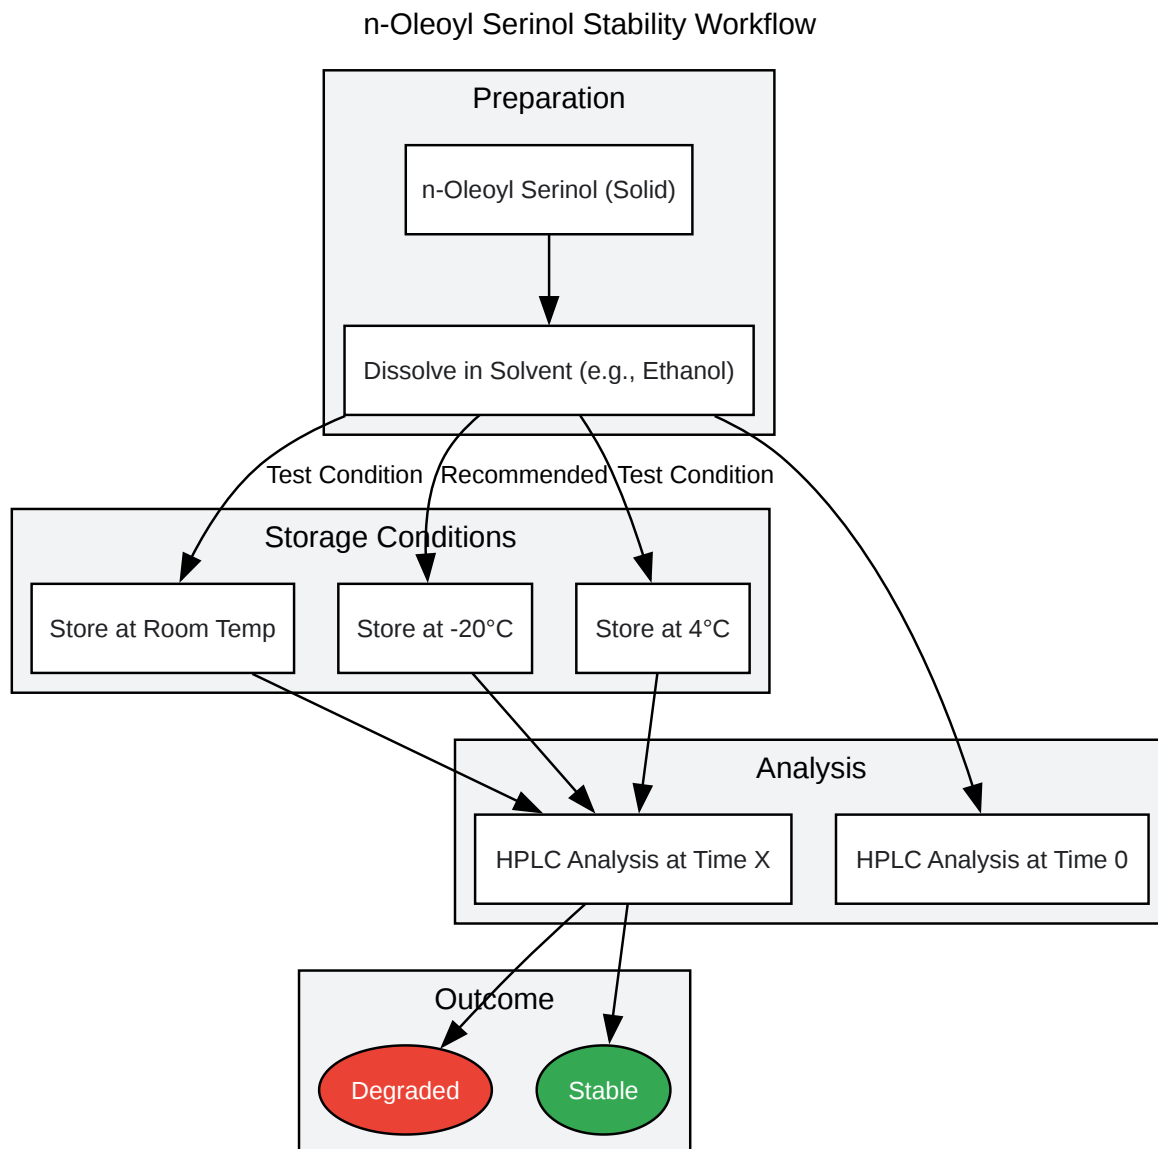 n-Oleoyl Serinol Stability Workflow
Preparation
n-Oleoyl Serinol (Solid)
Dissolve in Solvent (e.g., Ethanol)
Test Condition
Recommended
Test Condition
Storage Conditions
Store at Room Temp
Store at -20°C
Store at 4°C
Analysis
HPLC Analysis at Time X
HPLC Analysis at Time 0
Outcome
Degraded
Stable